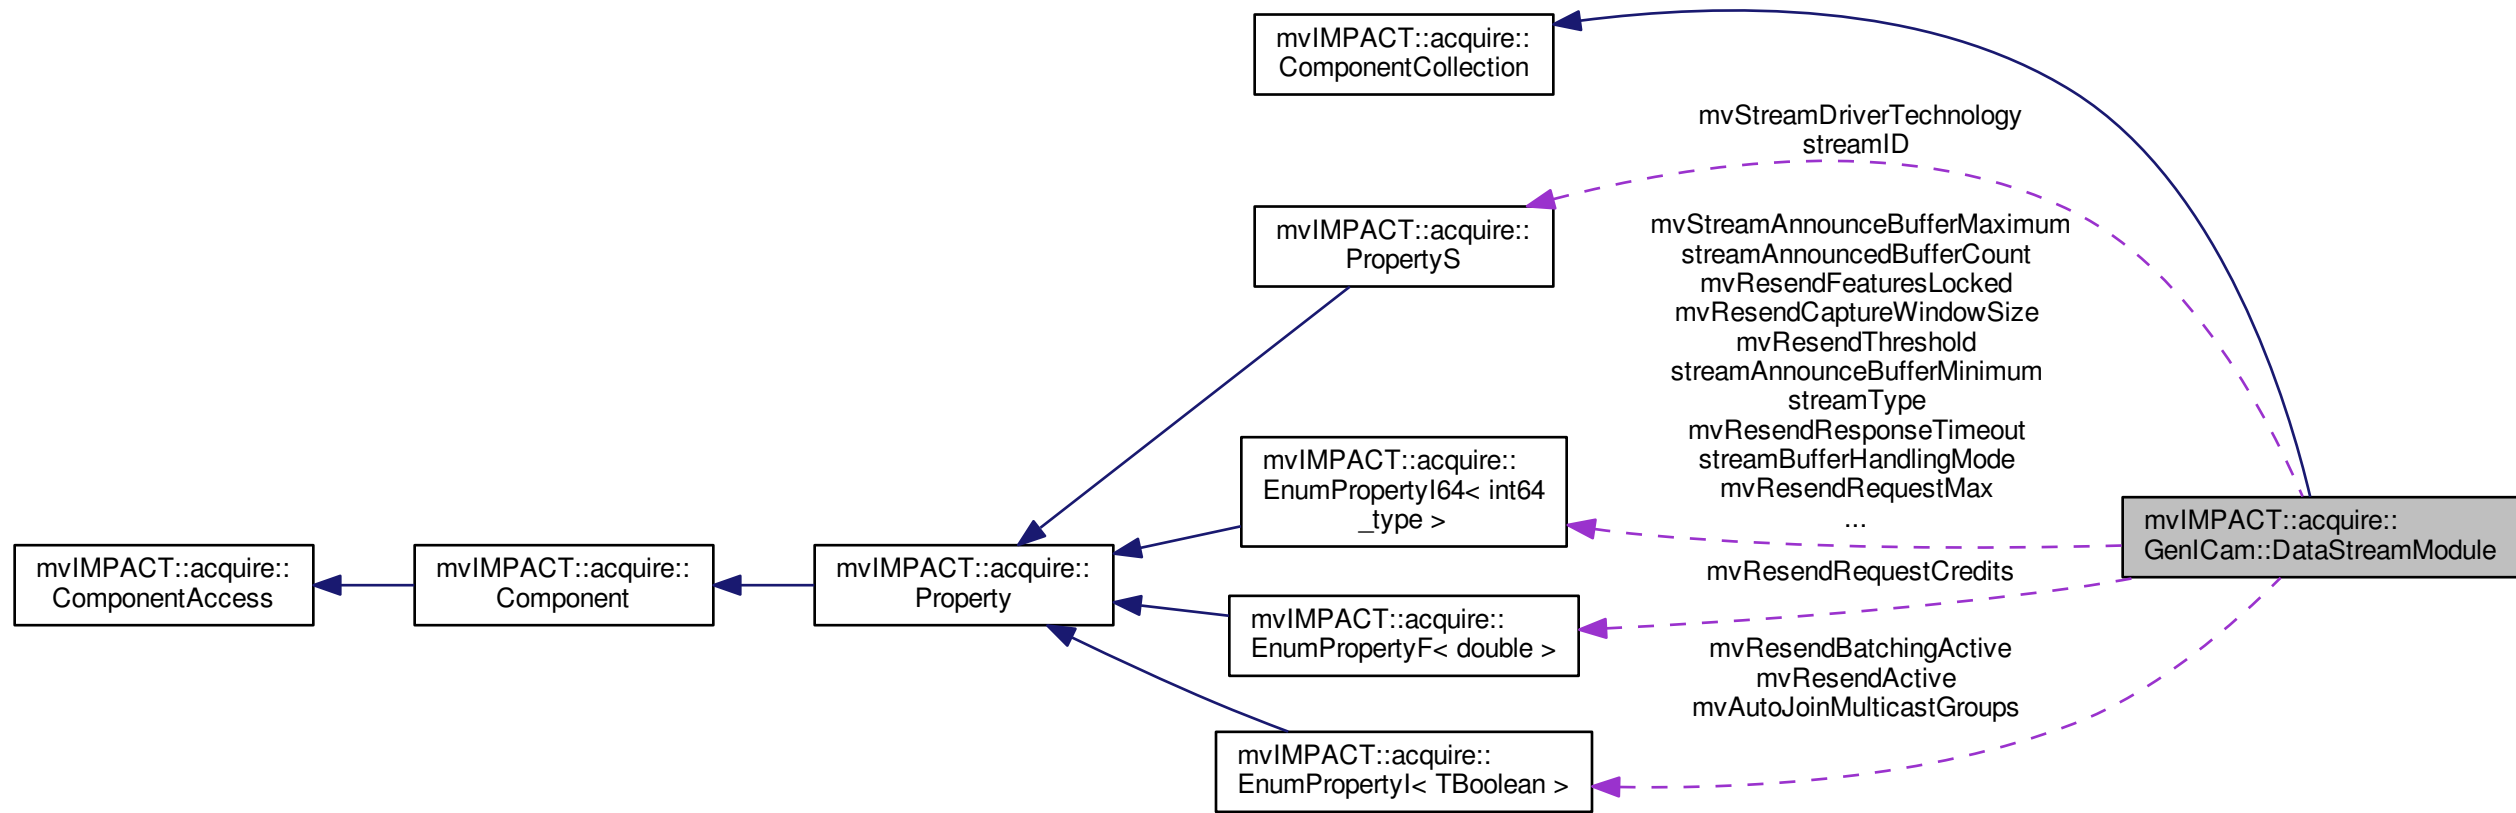 mvIMPACT::acquire::
ComponentCollection
mvStreamDriverTechnology
streamID
mvIMPACT::acquire::
PropertyS
mvStreamAnnounceBufferMaximum
streamAnnouncedBufferCount
mvResendFeaturesLocked
mvResendCaptureWindowSize
mvResendThreshold
streamAnnounceBufferMinimum
streamType
mvResendResponseTimeout
streamBufferHandlingMode
mvResendRequestMax
...
mvIMPACT::acquire::
EnumPropertyI64< int64
_type >
mvIMPACT::acquire::
GenICam::DataStreamModule
mvIMPACT::acquire::
ComponentAccess
mvIMPACT::acquire::
Component
mvIMPACT::acquire::
Property
mvResendRequestCredits
mvIMPACT::acquire::
EnumPropertyF< double >
mvResendBatchingActive
mvResendActive
mvAutoJoinMulticastGroups
mvIMPACT::acquire::
EnumPropertyI< TBoolean >